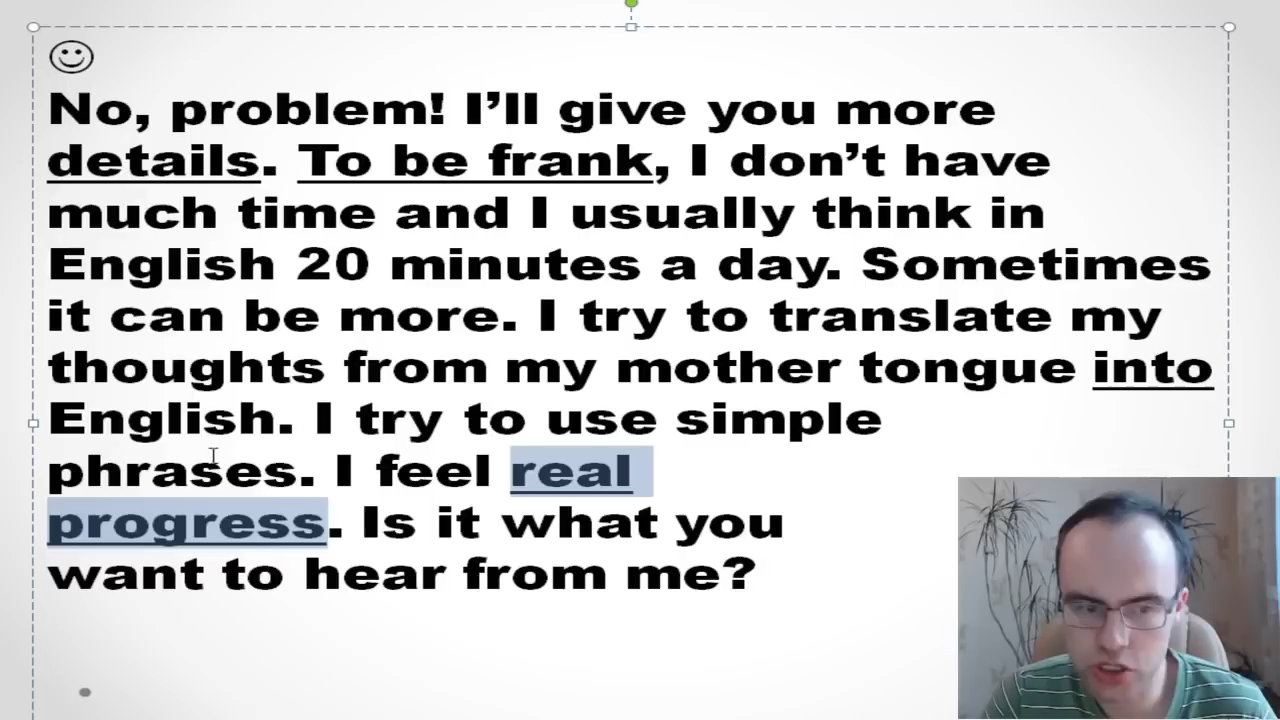 No, problem! I’ll give you more
details. To be frank, I don’t have
much time and I usually think in
English 20 minutes a day. Sometimes
it can be more. I try to translate my
thoughts from my mother tongue into
English. I try to use simple
phrases. I feel real
progress. Is it what you
want to hear from me?